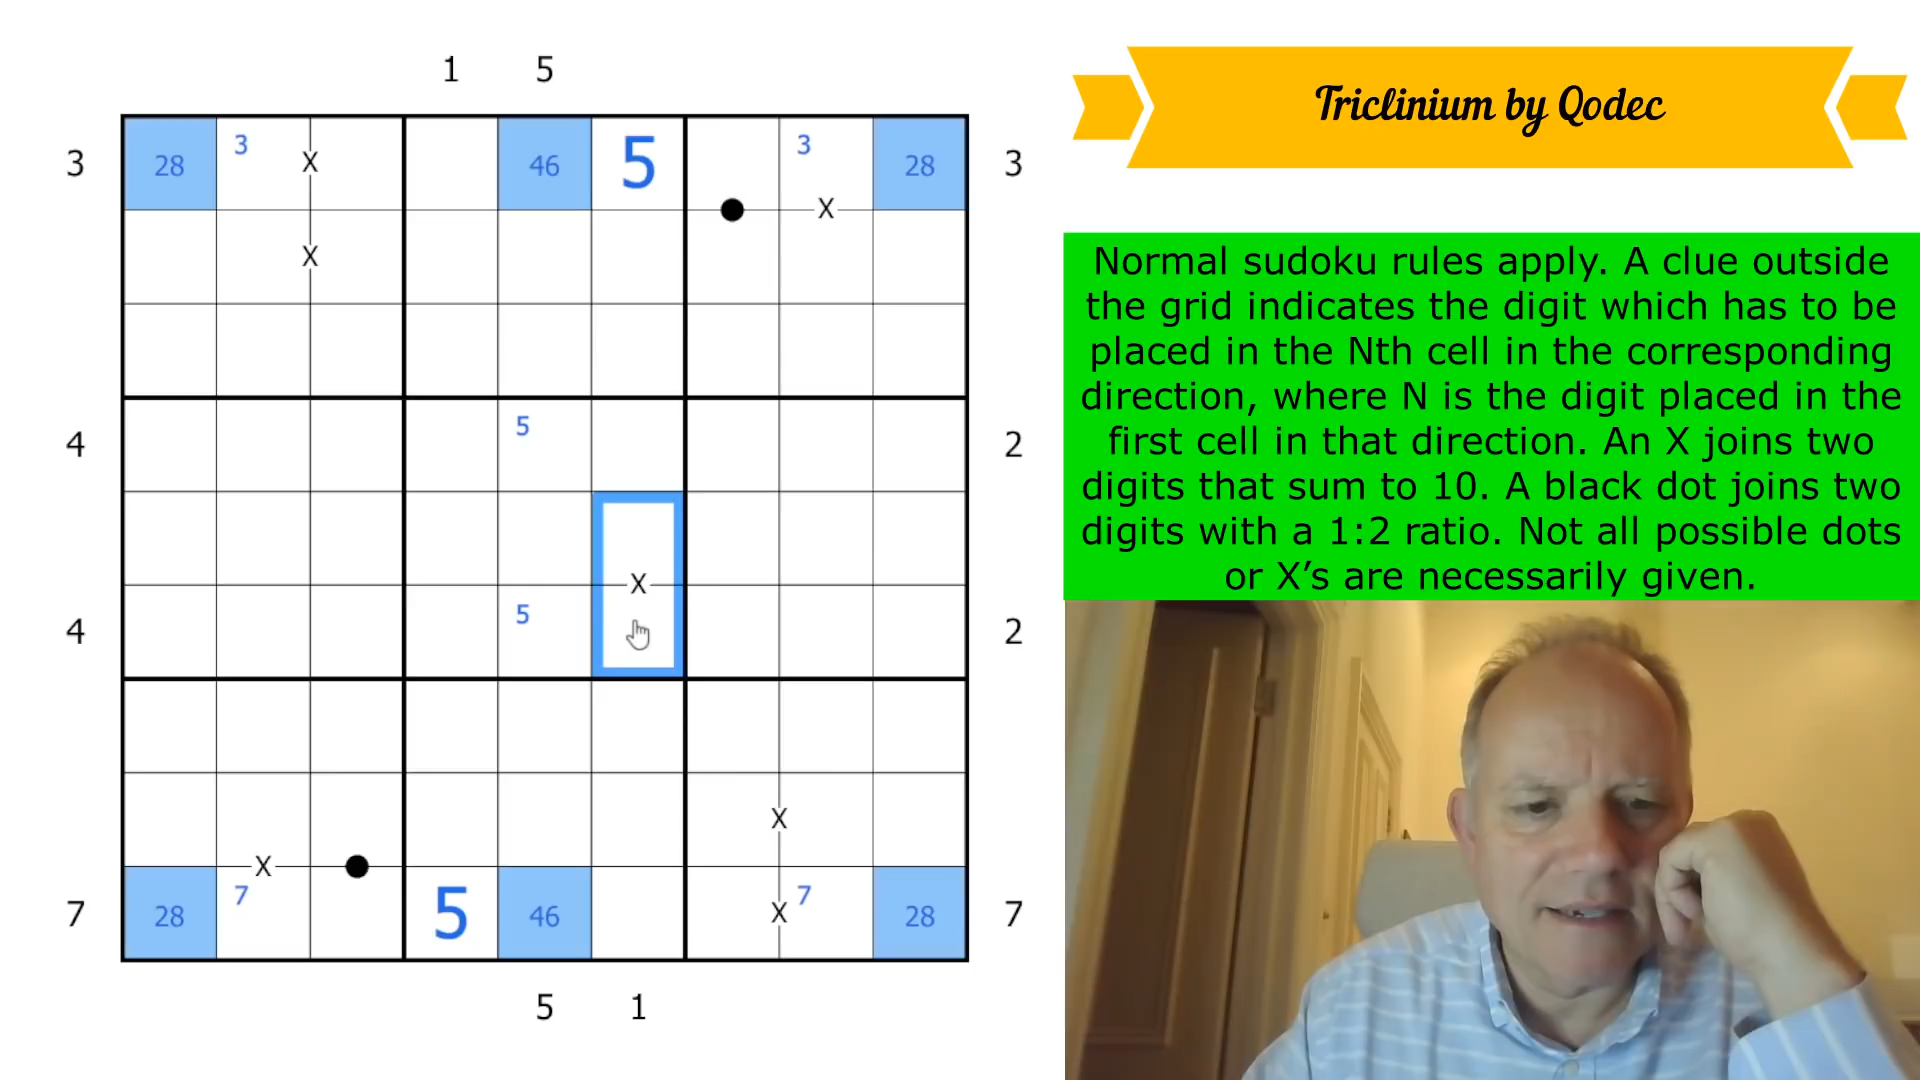 1 5
Triclinium by Qodec
3 28 3 X 46 5 3 28 3
X
X
Normal sudoku rules apply. A clue outside
the grid indicates the digit which has to be
placed in the Nth cell in the corresponding
direction, where N is the digit placed in the
first cell in that direction. An X joins two
digits that sum to 10. A black dot joins two
digits with a 1:2 ratio. Not all possible dots
or X’s are necessarily given.
4 5 2
X
4 5 2
X
X
7 28 7 5 46 X 7 28 7
5 1